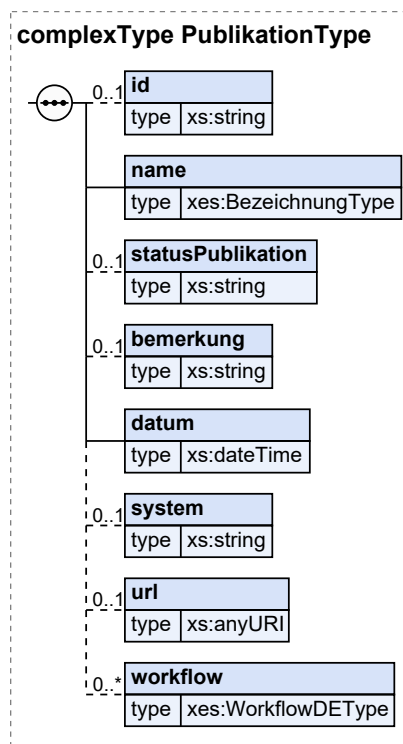 complexType PublikationType
0..1 id
type xs:string
name
type xes:BezeichnungType
0..1 statusPublikation
type xs:string
0..1 bemerkung
type xs:string
datum
type xs:dateTime
0..1 system
type xs:string
0..1 url
type xs:anyURI
0..* workflow
type xes:WorkflowDEType